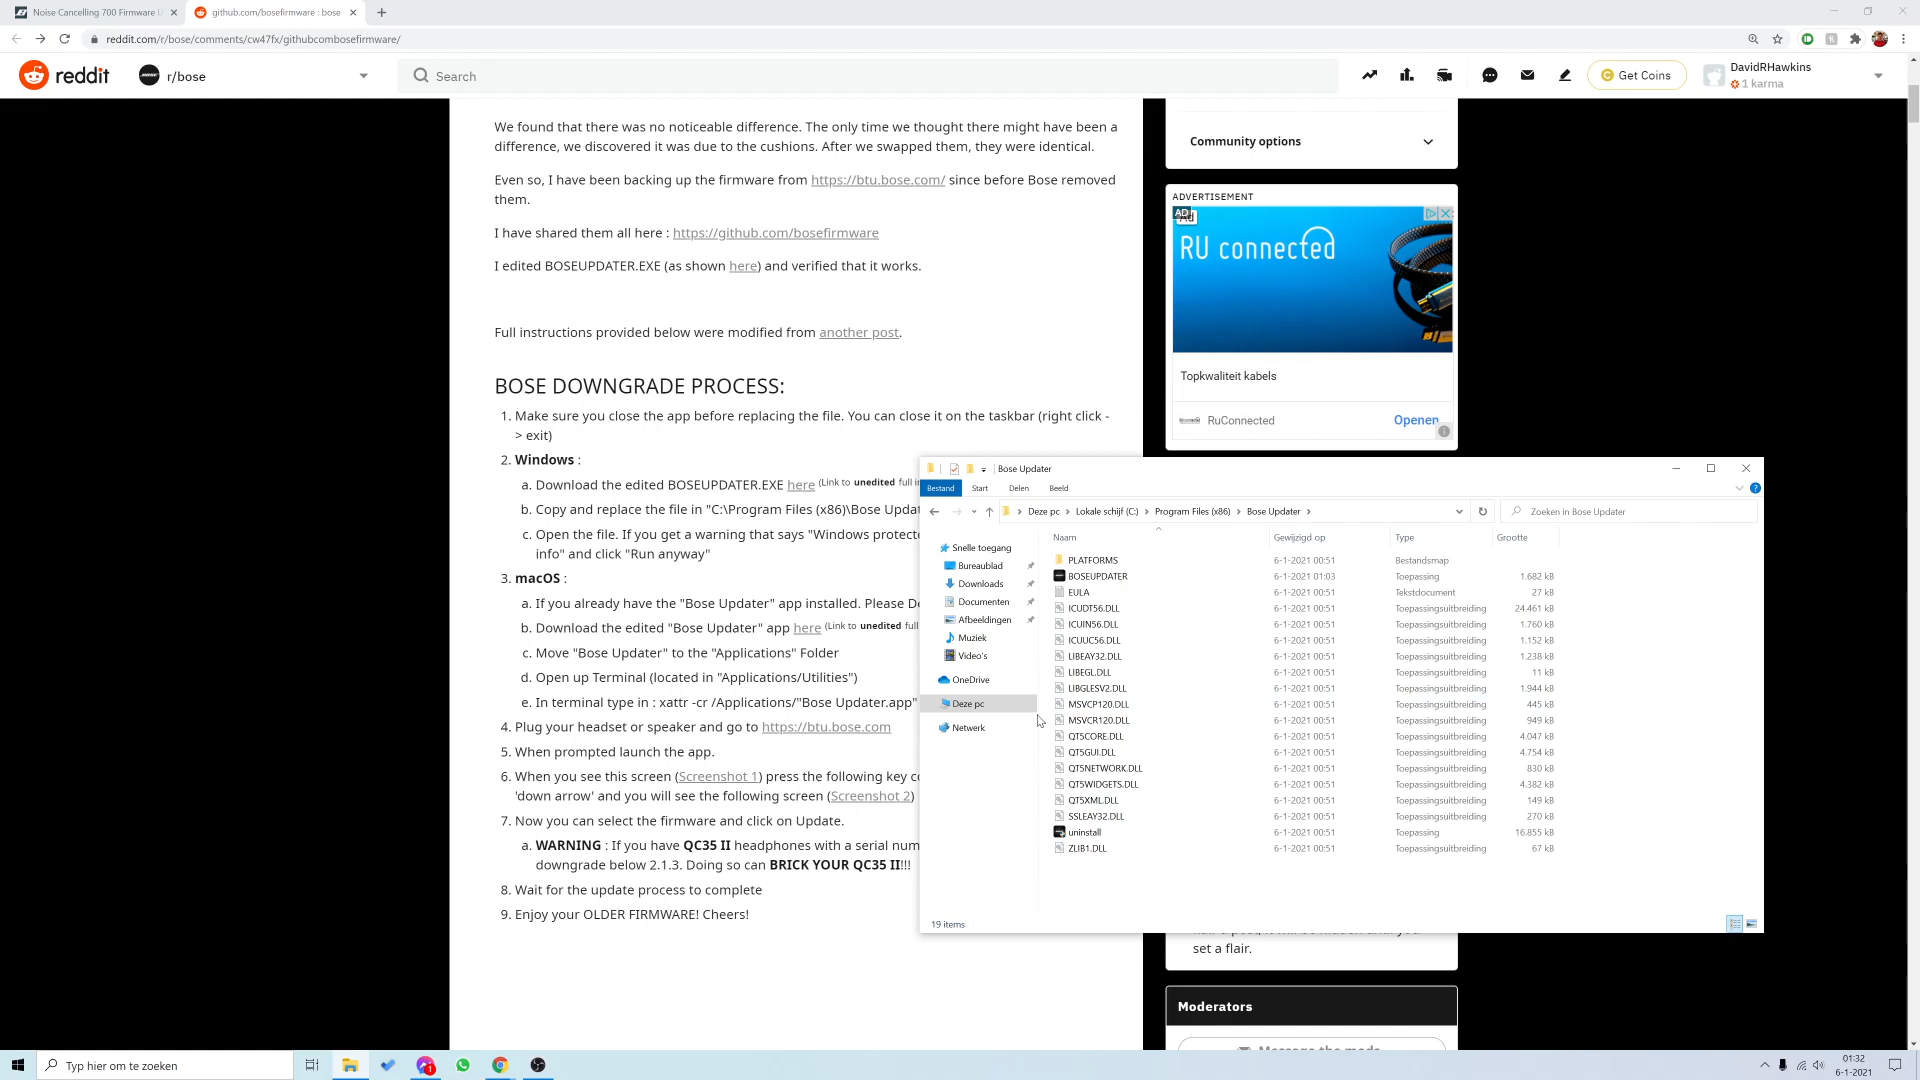 Noise Cancelling 700 Firmware U
github.com/bosefirmware : bose
reddit.com/r/bose/comments/cw47fx/githubcombosefirmware/
reddit
BOSE
r/bose
Search
Get Coins
DavidRHawkins
1 karma
We found that there was no noticeable difference. The only time we thought there might have been a
difference, we discovered it was due to the cushions. After we swapped them, they were identical.
Even so, I have been backing up the firmware from https://btu.bose.com/ since before Bose removed
them.
I have shared them all here : https://github.com/bosefirmware
I edited BOSEUPDATER.EXE (as shown here) and verified that it works.
Full instructions provided below were modified from another post.
BOSE DOWNGRADE PROCESS:
1. Make sure you close the app before replacing the file. You can close it on the taskbar (right click -
> exit)
2. Windows :
a. Download the edited BOSEUPDATER.EXE here (Link to unedited full in
b. Copy and replace the file in "C:\Program Files (x86)\Bose Updat
c. Open the file. If you get a warning that says "Windows protecte
info" and click "Run anyway"
3. macOS :
a. If you already have the "Bose Updater" app installed. Please De
b. Download the edited "Bose Updater" app here (Link to unedited full
c. Move "Bose Updater" to the "Applications" Folder
d. Open up Terminal (located in "Applications/Utilities")
e. In terminal type in : xattr -cr /Applications/"Bose Updater.app"
4. Plug your headset or speaker and go to https://btu.bose.com
5. When prompted launch the app.
6. When you see this screen (Screenshot 1) press the following key co
'down arrow' and you will see the following screen (Screenshot 2)
7. Now you can select the firmware and click on Update.
a. WARNING : If you have QC35 II headphones with a serial num
downgrade below 2.1.3. Doing so can BRICK YOUR QC35 II!!!
8. Wait for the update process to complete
9. Enjoy your OLDER FIRMWARE! Cheers!
Community options
ADVERTISEMENT
AD
Ad
RU connected
Topkwaliteit kabels
RuConnected
Openen
Bose Updater
Bestand Start Delen Beeld
Deze pc > Lokale schijf (C:) > Program Files (x86) > Bose Updater >
Zoeken in Bose Updater
Snelle toegang
Bureaublad
Downloads
Documenten
Afbeeldingen
Muziek
Video's
OneDrive
Deze pc
Netwerk
Naam Gewijzigd op Type Grootte
PLATFORMS 6-1-2021 00:51 Bestandsmap
BOSEUPDATER 6-1-2021 01:03 Toepassing 1.682 kB
EULA 6-1-2021 00:51 Tekstdocument 27 kB
ICUDT56.DLL 6-1-2021 00:51 Toepassingsuitbreiding 24.461 kB
ICUIN56.DLL 6-1-2021 00:51 Toepassingsuitbreiding 1.760 kB
ICUUC56.DLL 6-1-2021 00:51 Toepassingsuitbreiding 1.152 kB
LIBEAY32.DLL 6-1-2021 00:51 Toepassingsuitbreiding 1.238 kB
LIBEGL.DLL 6-1-2021 00:51 Toepassingsuitbreiding 11 kB
LIBGLESV2.DLL 6-1-2021 00:51 Toepassingsuitbreiding 1.944 kB
MSVCP120.DLL 6-1-2021 00:51 Toepassingsuitbreiding 445 kB
MSVCR120.DLL 6-1-2021 00:51 Toepassingsuitbreiding 949 kB
QT5CORE.DLL 6-1-2021 00:51 Toepassingsuitbreiding 4.047 kB
QT5GUI.DLL 6-1-2021 00:51 Toepassingsuitbreiding 4.754 kB
QT5NETWORK.DLL 6-1-2021 00:51 Toepassingsuitbreiding 830 kB
QT5WIDGETS.DLL 6-1-2021 00:51 Toepassingsuitbreiding 4.382 kB
QT5XML.DLL 6-1-2021 00:51 Toepassingsuitbreiding 149 kB
SSLEAY32.DLL 6-1-2021 00:51 Toepassingsuitbreiding 270 kB
uninstall 6-1-2021 00:51 Toepassing 16.855 kB
ZLIB1.DLL 6-1-2021 00:51 Toepassingsuitbreiding 67 kB
19 items
set a flair.
Moderators
Message the mods
Typ hier om te zoeken
1
01:32
6-1-2021